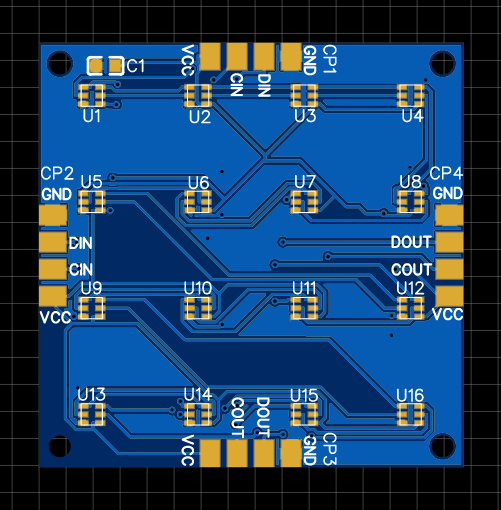 C1
VCC
CIN
DIN
GND
CP1
U1
U2
U3
U4
CP2
U5
U6
U7
U8
CP4
GND
GND
DIN
DOUT
CIN
COUT
U9
U10
U11
U12
VCC
VCC
U13
U14
U15
U16
COUT
DOUT
VCC
GND
CP3